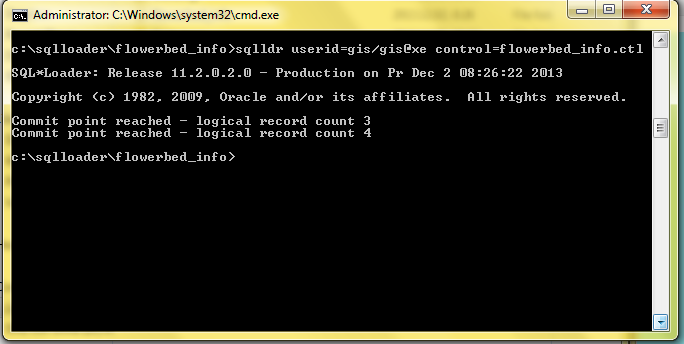 Administrator: C:\Windows\system32\cmd.exe
c:\sqlloader\flowerbed_info>sqlldr userid=gis/gis@xe control=flowerbed_info.ctl
SQL*Loader: Release 11.2.0.2.0 - Production on Pr Dec 2 08:26:22 2013
Copyright (c) 1982, 2009, Oracle and/or its affiliates.  All rights reserved.
Commit point reached - logical record count 3
Commit point reached - logical record count 4
c:\sqlloader\flowerbed_info>